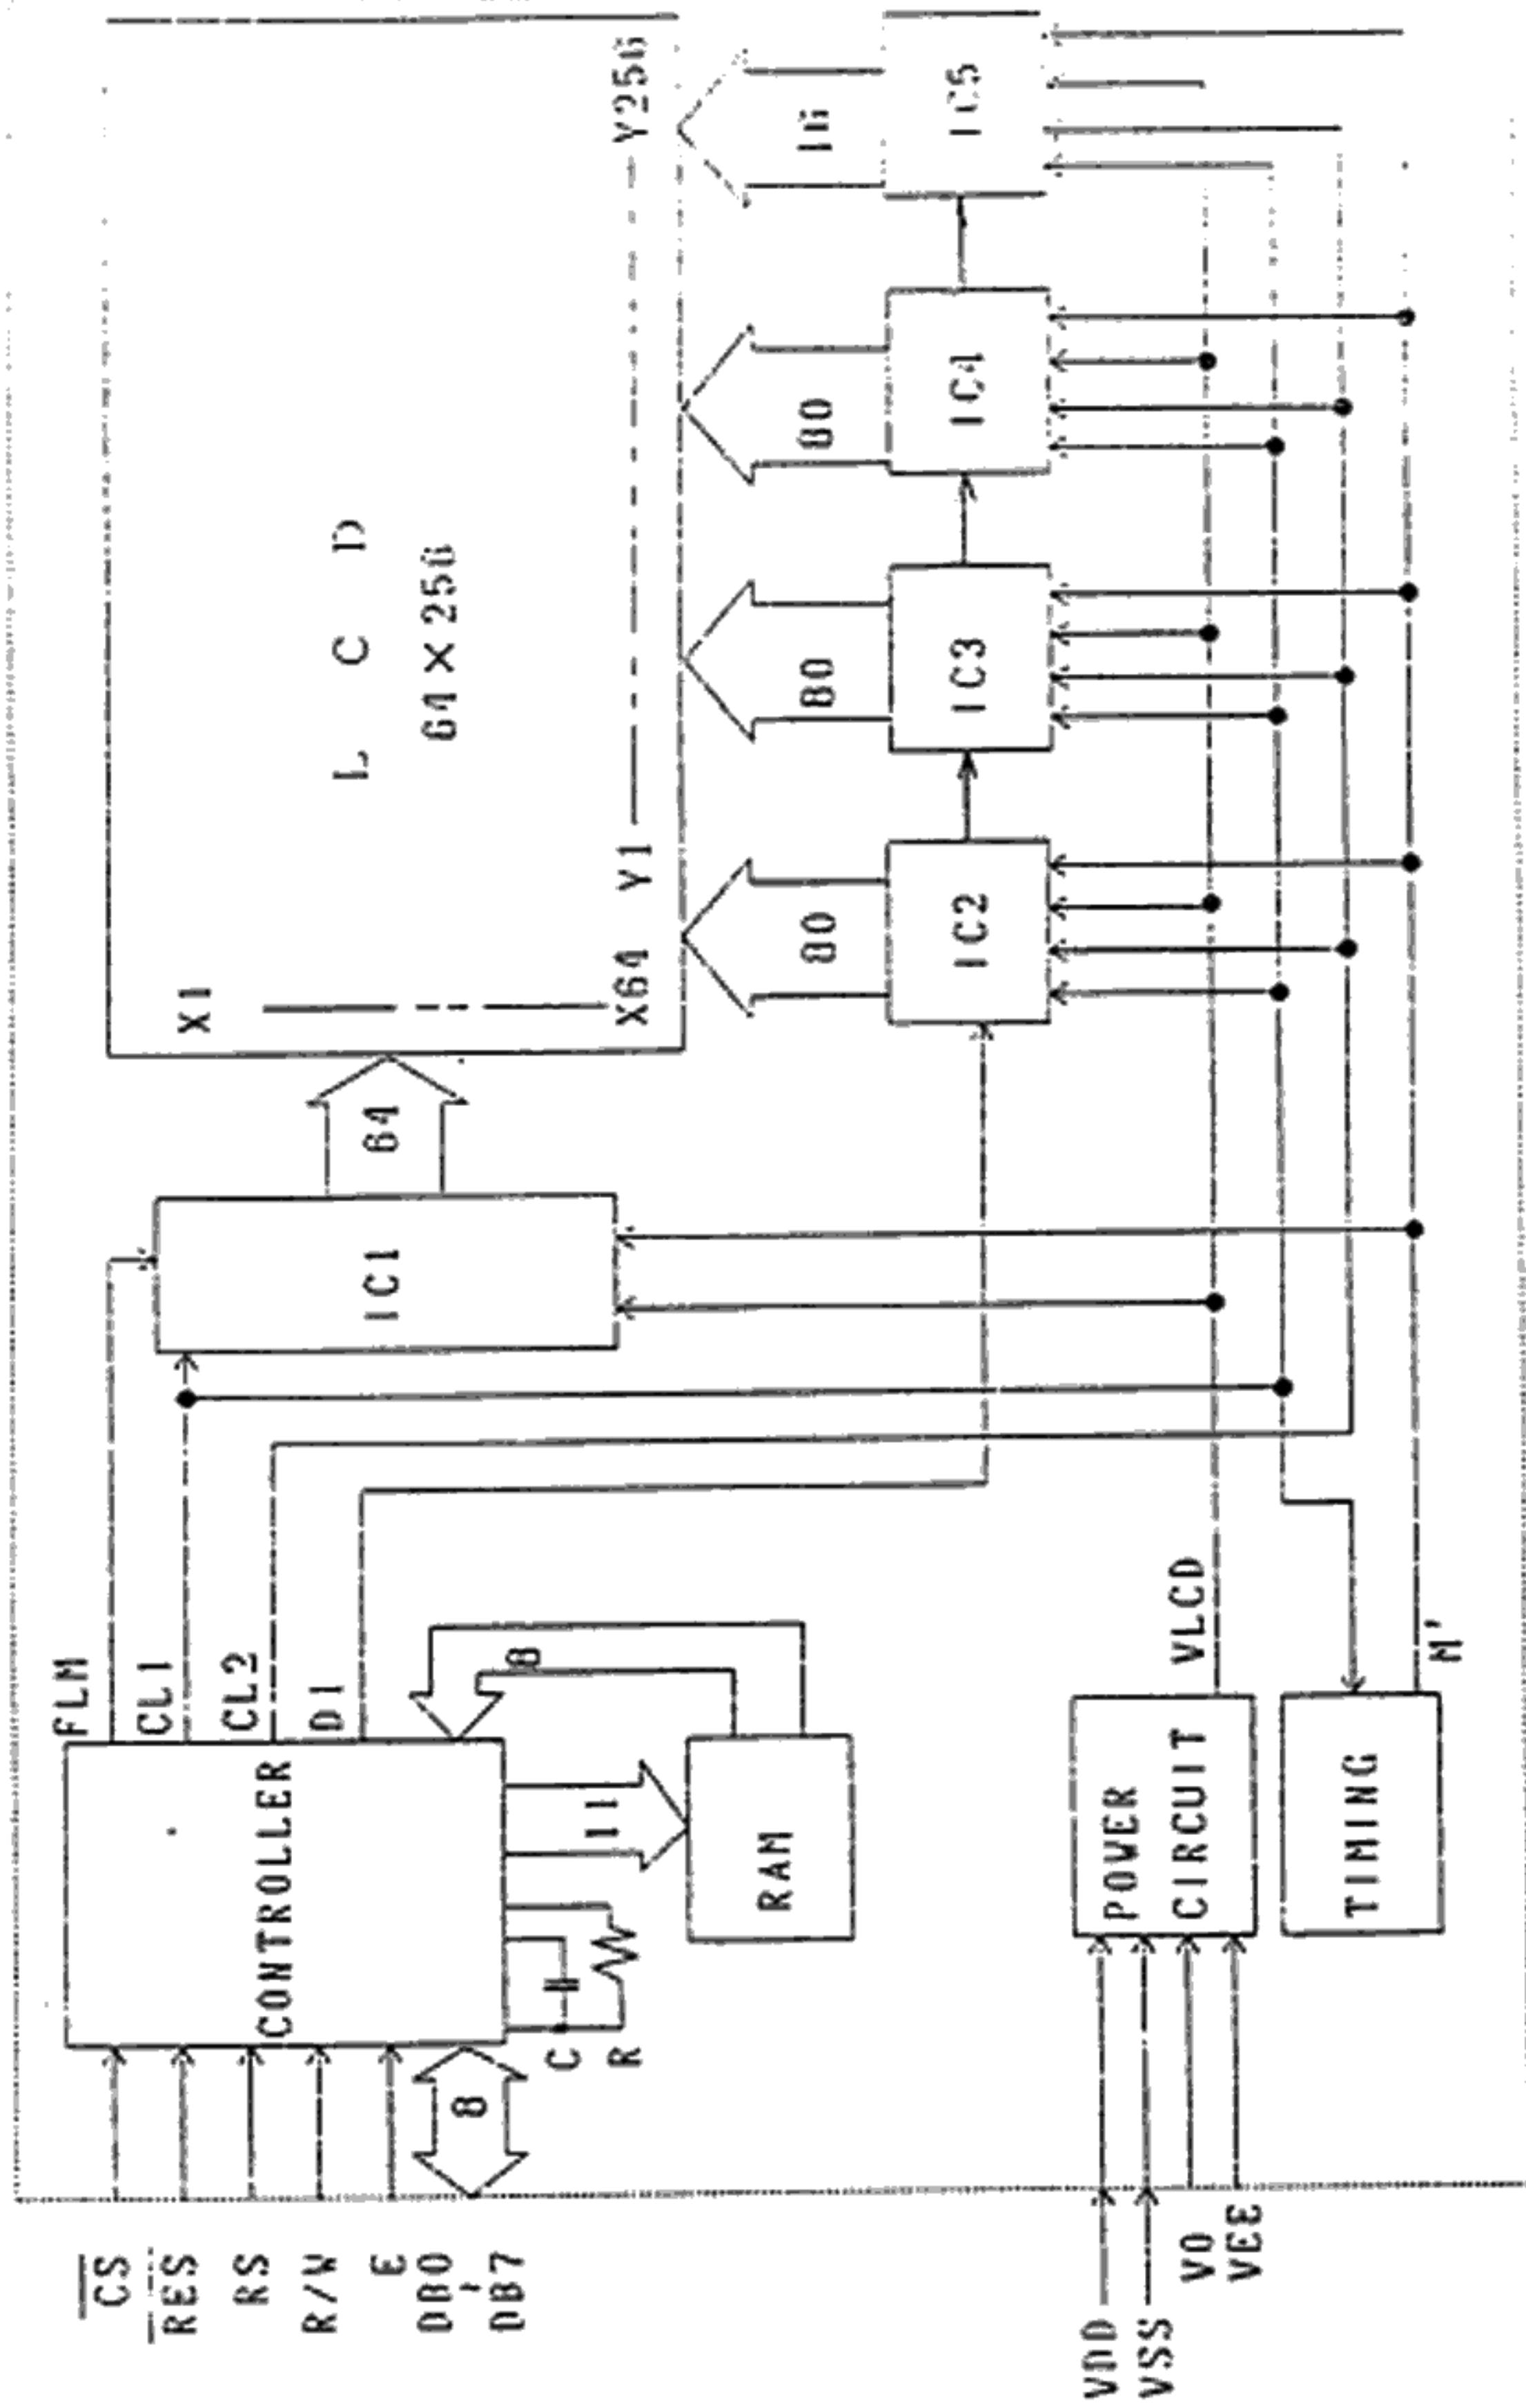 CS
RES
RS
R/W
E
DB0
DB7
8
CONTROLLER
C
R
11
RAM
8
FLM
CL1
CL2
D1
IC1
64
X1
X64
L C D
64×256
Y1
Y256
80
80
80
16
IC2
IC3
IC4
IC5
VDD
VSS
V0
VEE
POWER
CIRCUIT
VLCD
TIMING
M'